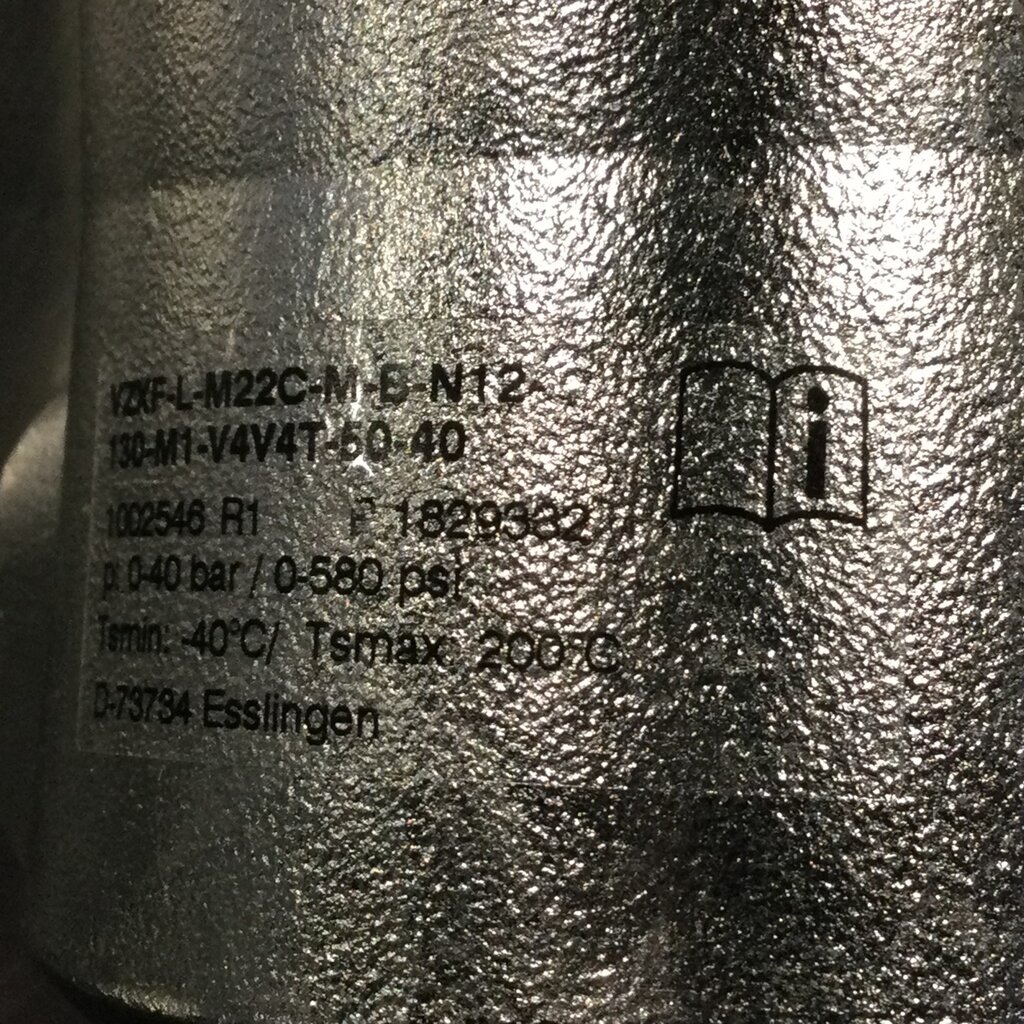 VZXF-L-M22C-M-B-N12-
130-M1-V4V4T-50-40
1002546 R1 P 1829332
p: 0-40 bar / 0-580 psi
Tsmin: -40°C/ Tsmax: 200°C
D-73734 Esslingen
i